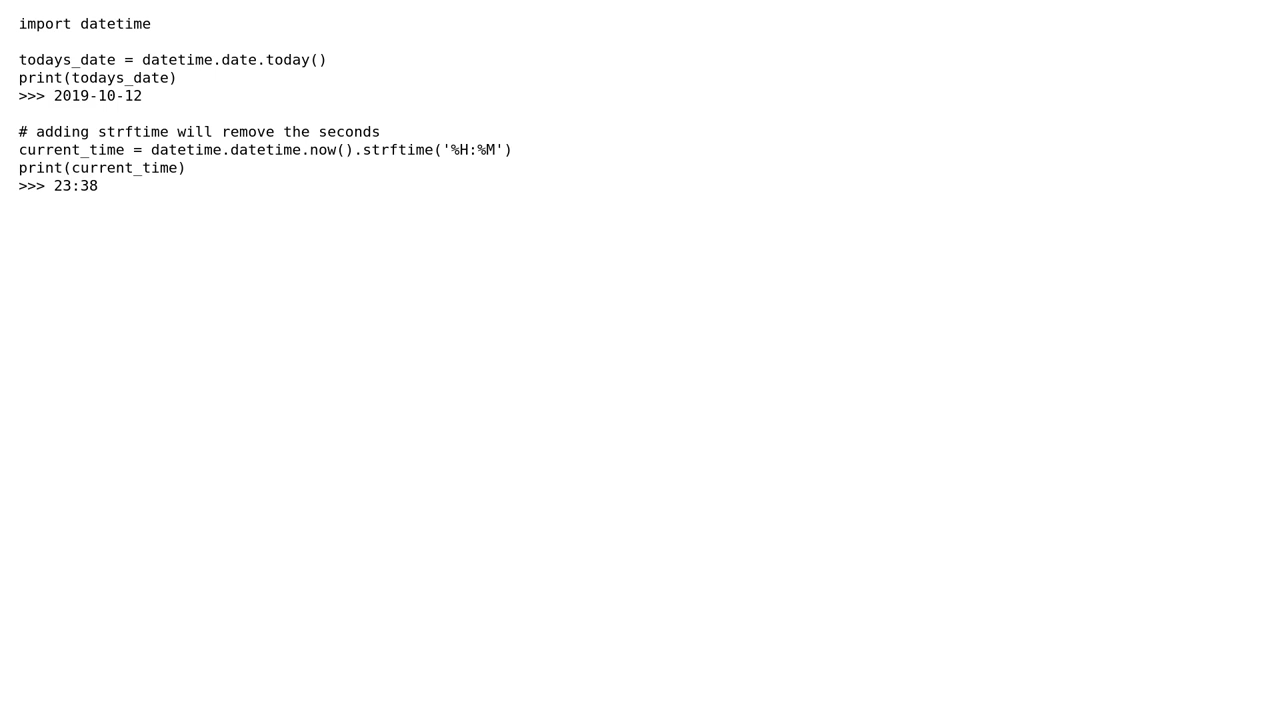 import datetime
todays_date = datetime.date.today()
print(todays_date)
>>> 2019-10-12
# adding strftime will remove the seconds
current_time = datetime.datetime.now().strftime('%H:%M')
print(current_time)
>>> 23:38